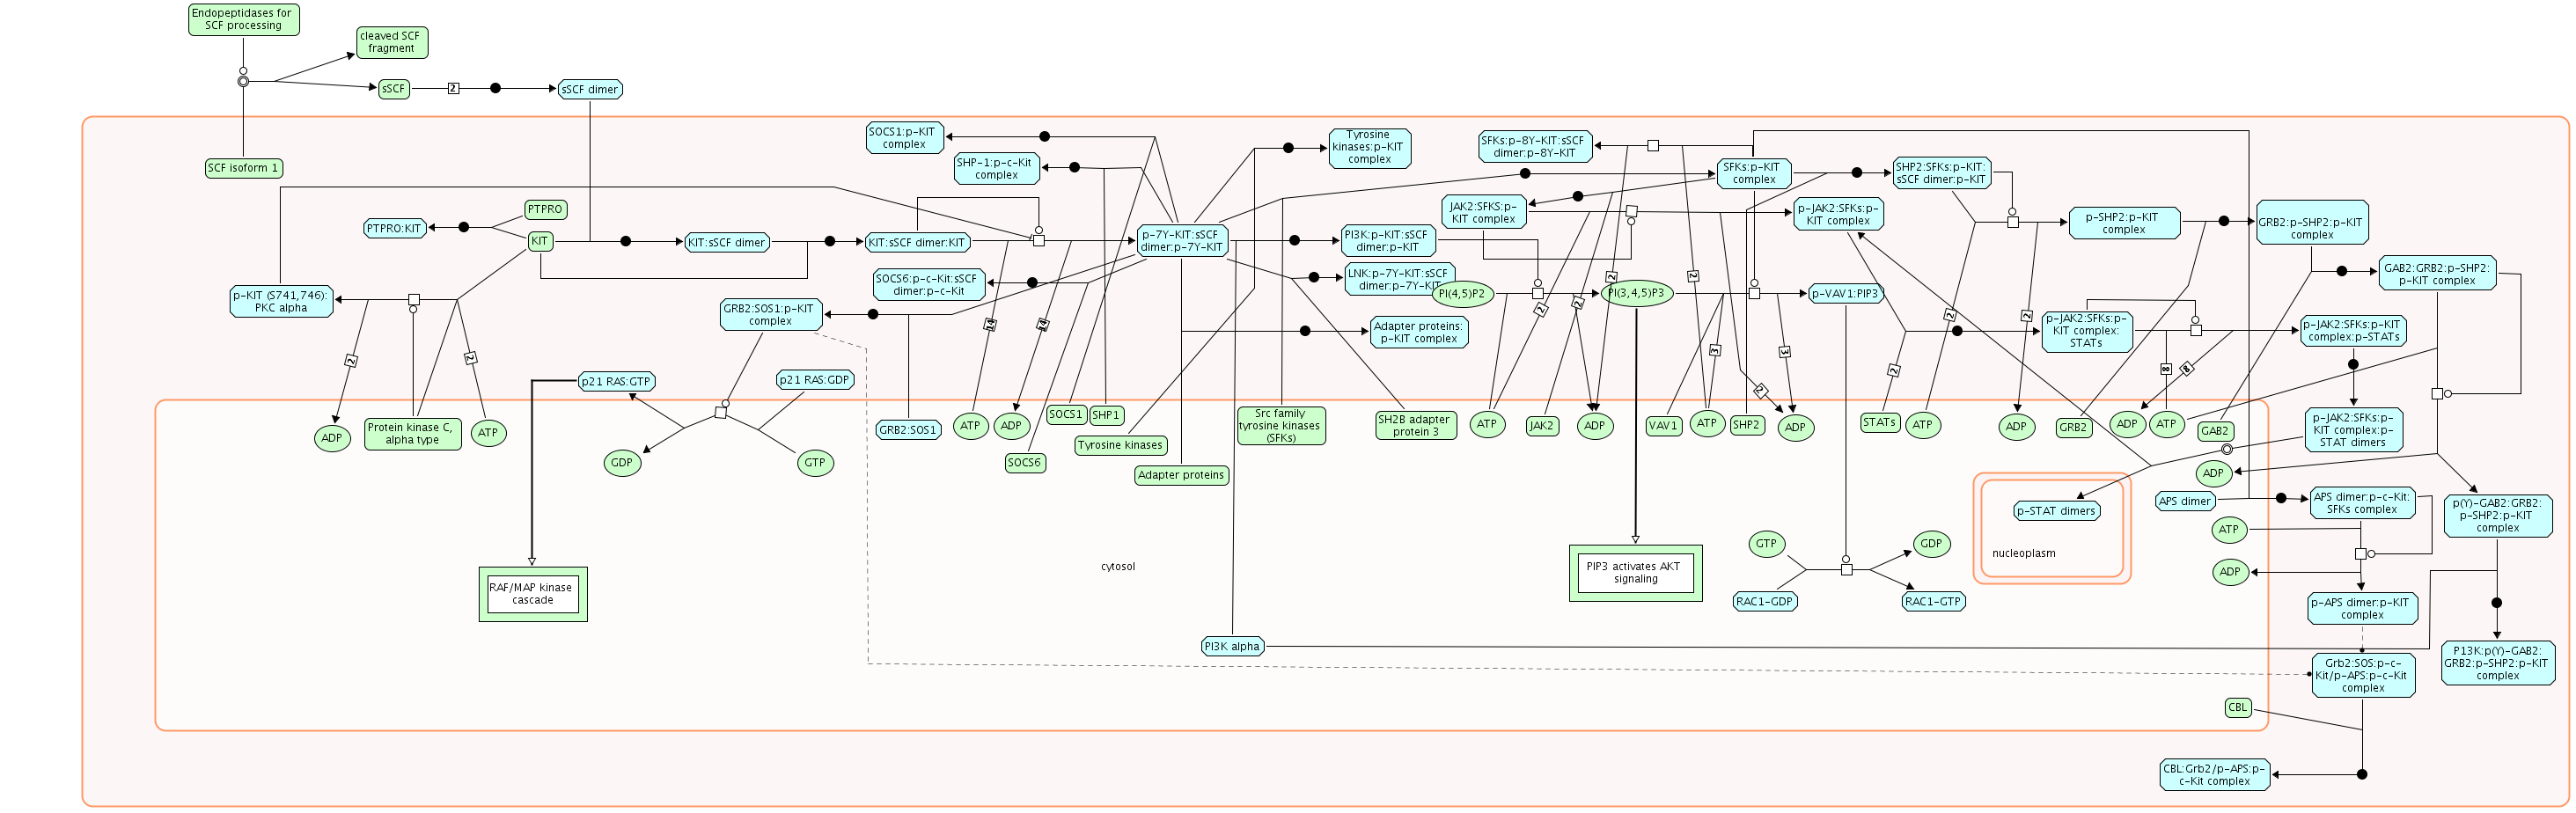 Endopeptidases for
SCF processing
cleaved SCF
fragment
sSCF
2
sSCF dimer
SCF isoform 1
SOCS1:p-KIT
complex
SHP-1:p-c-Kit
complex
Tyrosine
kinases:p-KIT
complex
SFKs:p-8Y-KIT:sSCF
dimer:p-8Y-KIT
SFKs:p-KIT
complex
SHP2:SFKs:p-KIT:
sSCF dimer:p-KIT
PTPRO
PTPRO:KIT
KIT
KIT:sSCF dimer
KIT:sSCF dimer:KIT
p-7Y-KIT:sSCF
dimer:p-7Y-KIT
PI3K:p-KIT:sSCF
dimer:p-KIT
JAK2:SFKS:p-
KIT complex
p-JAK2:SFKs:p-
KIT complex
p-SHP2:p-KIT
complex
GRB2:p-SHP2:p-KIT
complex
SOCS6:p-c-Kit:sSCF
dimer:p-c-Kit
LNK:p-7Y-KIT:sSCF
dimer:p-7Y-KIT
PI(4,5)P2
PI(3,4,5)P3
p-VAV1:PIP3
GAB2:GRB2:p-SHP2:
p-KIT complex
p-KIT (S741,746):
PKC alpha
GRB2:SOS1:p-KIT
complex
Adapter proteins:
p-KIT complex
p-JAK2:SFKs:p-
KIT complex:
STATs
p-JAK2:SFKs:p-KIT
complex:p-STATs
2
2
14
14
2
2
2
2
3
3
2
2
2
2
8
8
p21 RAS:GTP
p21 RAS:GDP
ADP
Protein kinase C,
alpha type
ATP
GDP
GTP
GRB2:SOS1
ATP
ADP
SOCS1
SHP1
SOCS6
Tyrosine kinases
Adapter proteins
Src family
tyrosine kinases
(SFKs)
SH2B adapter
protein 3
ATP
JAK2
ADP
VAV1
ATP
SHP2
ADP
STATs
ATP
ADP
GRB2
ADP
ATP
GAB2
p-JAK2:SFKs:p-
KIT complex:p-
STAT dimers
ADP
APS dimer
APS dimer:p-c-Kit:
SFKs complex
p(Y)-GAB2:GRB2:
p-SHP2:p-KIT
complex
p-STAT dimers
nucleoplasm
ATP
ADP
GTP
GDP
RAC1-GDP
RAC1-GTP
cytosol
RAF/MAP kinase
cascade
PIP3 activates AKT
signaling
p-APS dimer:p-KIT
complex
PI3K alpha
P13K:p(Y)-GAB2:
GRB2:p-SHP2:p-KIT
complex
Grb2:SOS:p-c-
Kit/p-APS:p-c-Kit
complex
CBL
CBL:Grb2/p-APS:p-
c-Kit complex